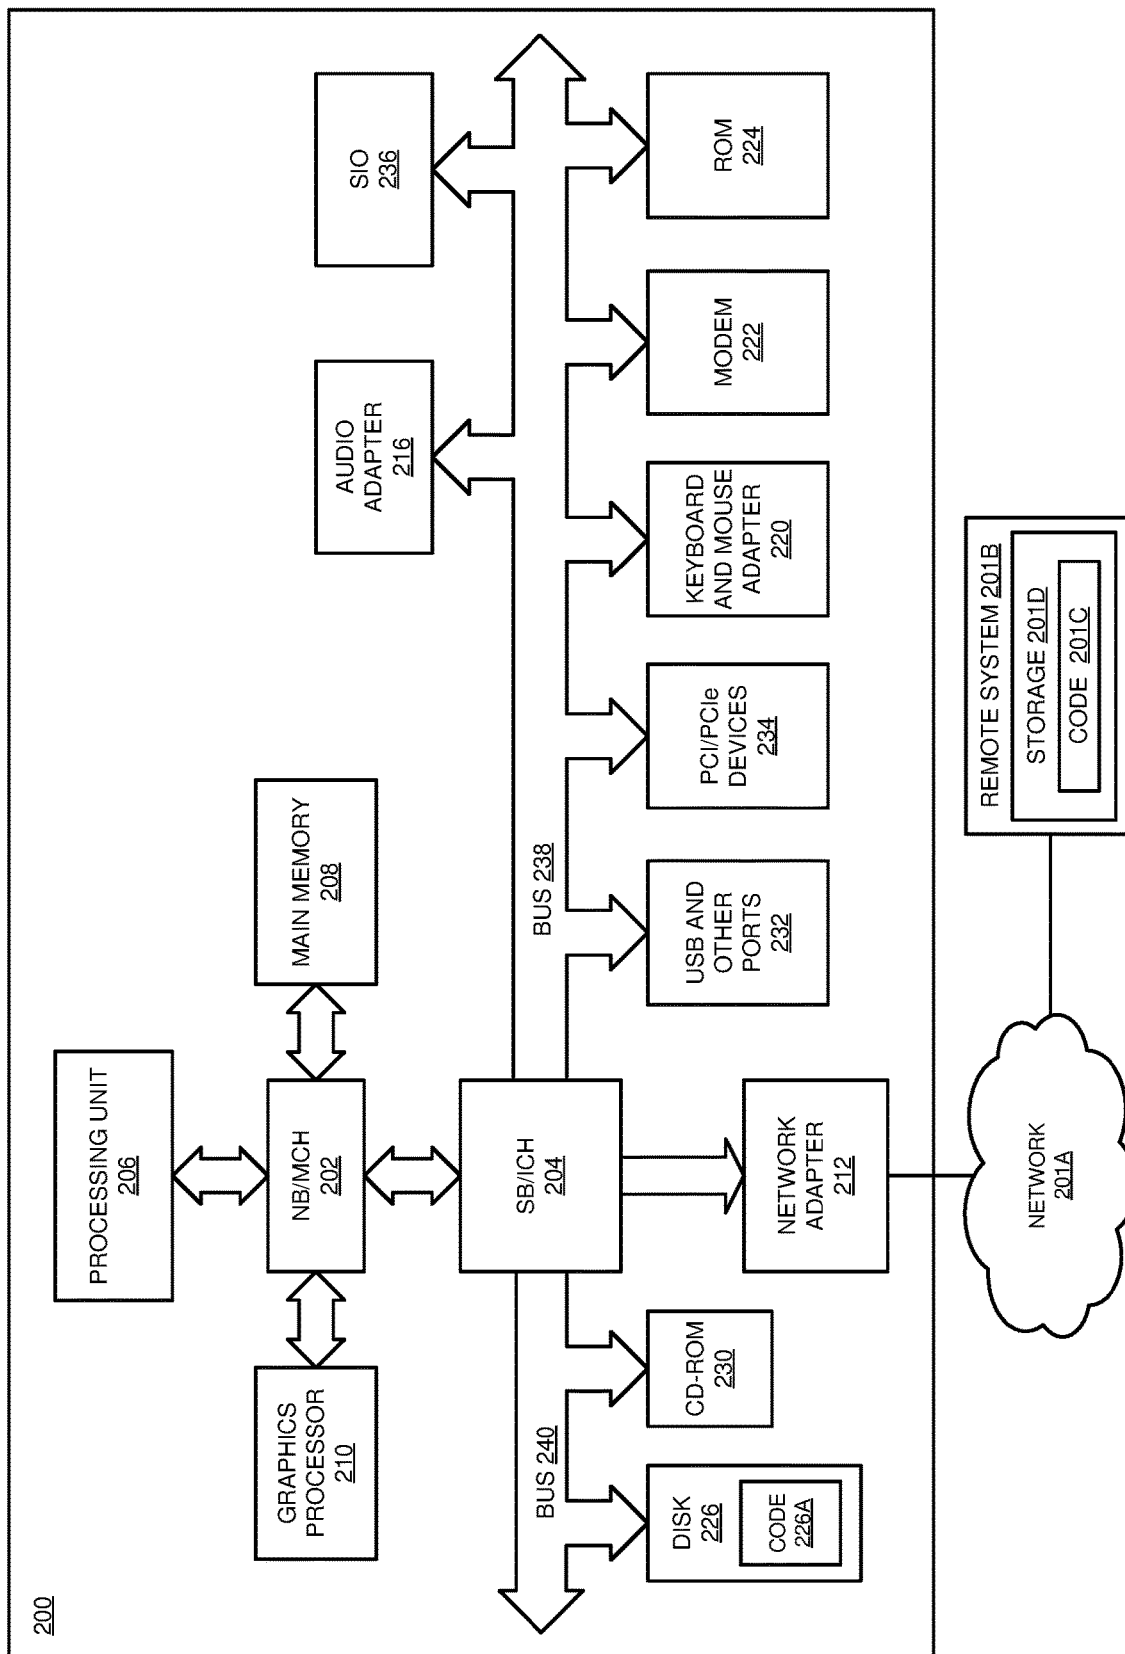 200
PROCESSING UNIT
206
GRAPHICS
PROCESSOR
210
NB/MCH
202
MAIN MEMORY
208
AUDIO
ADAPTER
216
SIO
236
SB/ICH
204
BUS 240
BUS 238
DISK
226
CODE
226A
CD-ROM
230
NETWORK
ADAPTER
212
USB AND
OTHER
PORTS
232
PCI/PCIe
DEVICES
234
KEYBOARD
AND MOUSE
ADAPTER
220
MODEM
222
ROM
224
NETWORK
201A
REMOTE SYSTEM 201B
STORAGE 201D
CODE 201C